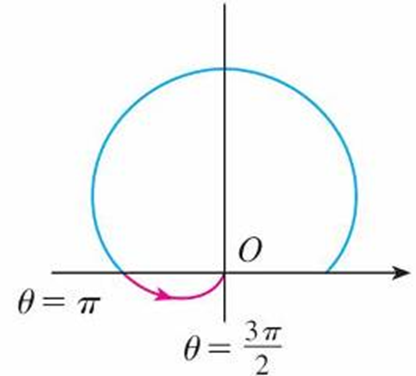 O
θ = π
θ = 3π/2